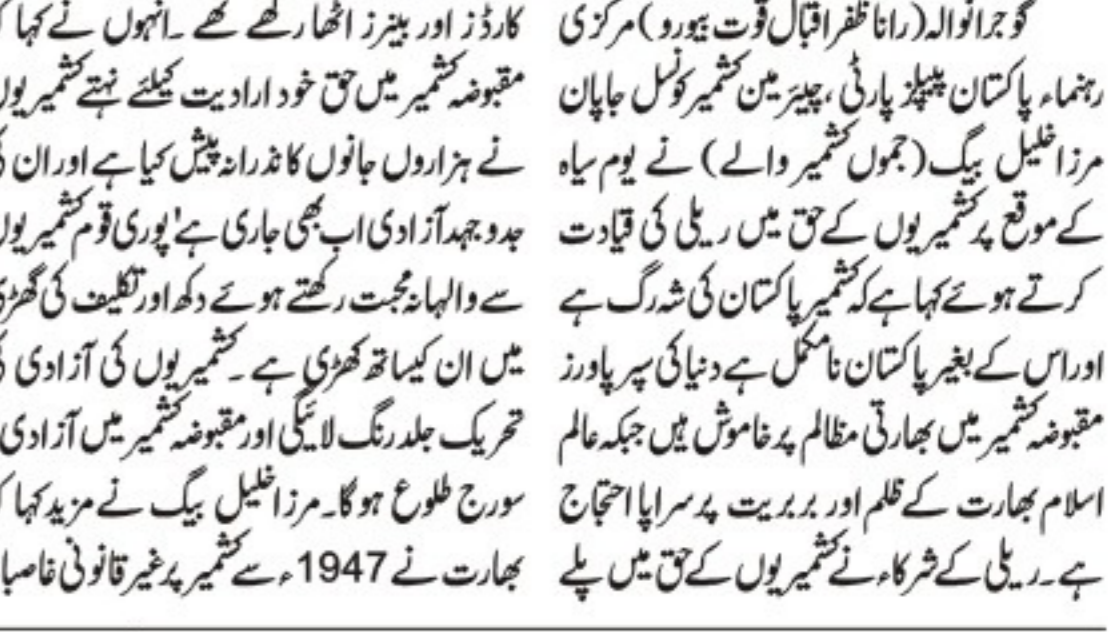 گوجرانوالہ(رانا ظفر اقبال قوت بیورو)مرکزی
رہنماء پاکستان پیپلز پارٹی ،چیئرمین کشمیر کونسل جاپان
مرزا خلیل بیگ (جموں کشمیر والے) نے یوم سیاہ
کے موقع پر کشمیریوں کے حق میں ریلی کی قیادت
کرتے ہوئے کہا ہے کہ کشمیر پاکستان کی شہ رگ ہے
اور اس کے بغیر پاکستان نامکمل ہے دنیا کی سپر پاورز
مقبوضہ کشمیر میں بھارتی مظالم پر خاموش ہیں جبکہ عالم
اسلام بھارت کے ظلم اور بربریت پر سراپا احتجاج
ہے۔ریلی کے شرکاء نے کشمیریوں کے حق میں پلے
کارڈز اور بینرز اٹھا رکھے تھے ۔انہوں نے کہا
مقبوضہ کشمیر میں حق خود ارادیت کیلئے نہتے کشمیریوں
نے ہزاروں جانوں کا نذرانہ پیش کیا ہے اور ان
جدوجہد آزادی اب بھی جاری ہے' پوری قوم کشمیریوں
سے والہانہ محبت رکھتے ہوئے دکھ اور تکلیف کی گھڑی
میں ان کیساتھ کھڑی ہے ۔ کشمیریوں کی آزادی
تحریک جلد رنگ لائیگی اور مقبوضہ کشمیر میں آزادی
سورج طلوع ہوگا۔مرزا خلیل بیگ نے مزید کہا
بھارت نے 1947ء سے کشمیر پر غیر قانونی